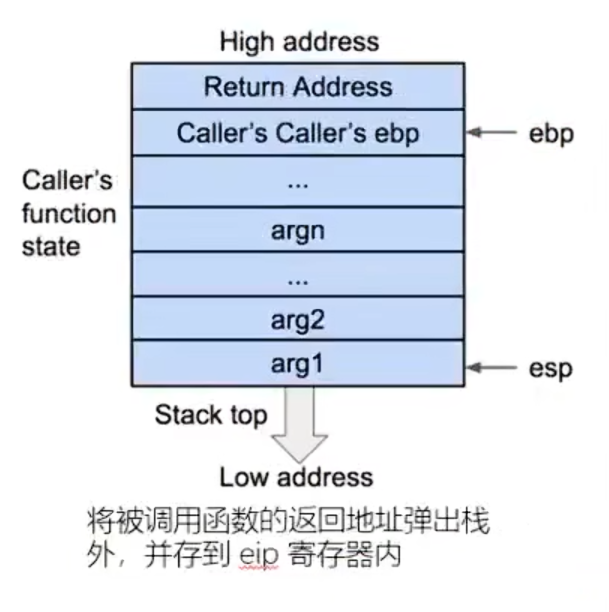 High address
Return Address
Caller's Caller's ebp
ebp
...
Caller's
function
state
argn
...
arg2
arg1
esp
Stack top
Low address
将被调用函数的返回地址弹出栈
外，并存到 eip 寄存器内